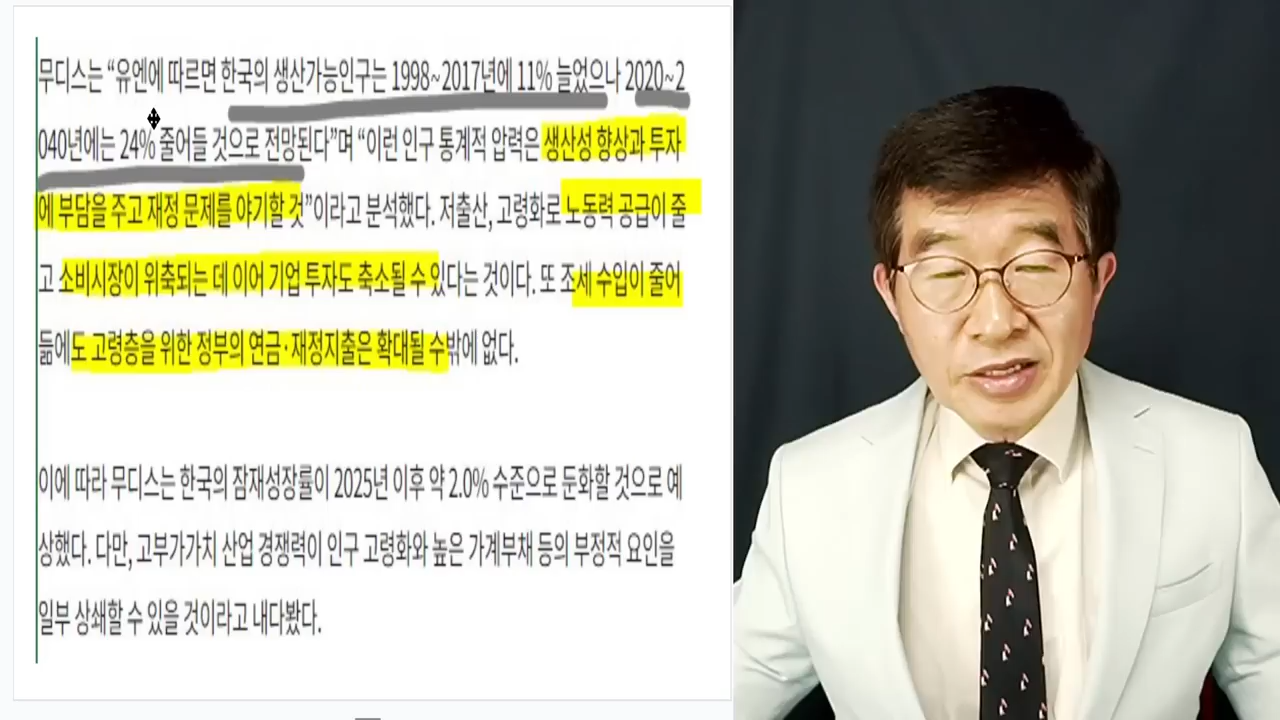 무디스는 “유엔에 따르면 한국의 생산가능인구는 1998~2017년에 11% 늘었으나 2020~2
040년에는 24% 줄어들 것으로 전망된다”며 “이런 인구 통계적 압력은 생산성 향상과 투자
에 부담을 주고 재정 문제를 야기할 것”이라고 분석했다. 저출산, 고령화로 노동력 공급이 줄
고 소비시장이 위축되는 데 이어 기업 투자도 축소될 수 있다는 것이다. 또 조세 수입이 줄어
듦에도 고령층을 위한 정부의 연금·재정지출은 확대될 수밖에 없다.
이에 따라 무디스는 한국의 잠재성장률이 2025년 이후 약 2.0% 수준으로 둔화할 것으로 예
상했다. 다만, 고부가가치 산업 경쟁력이 인구 고령화와 높은 가계부채 등의 부정적 요인을
일부 상쇄할 수 있을 것이라고 내다봤다.